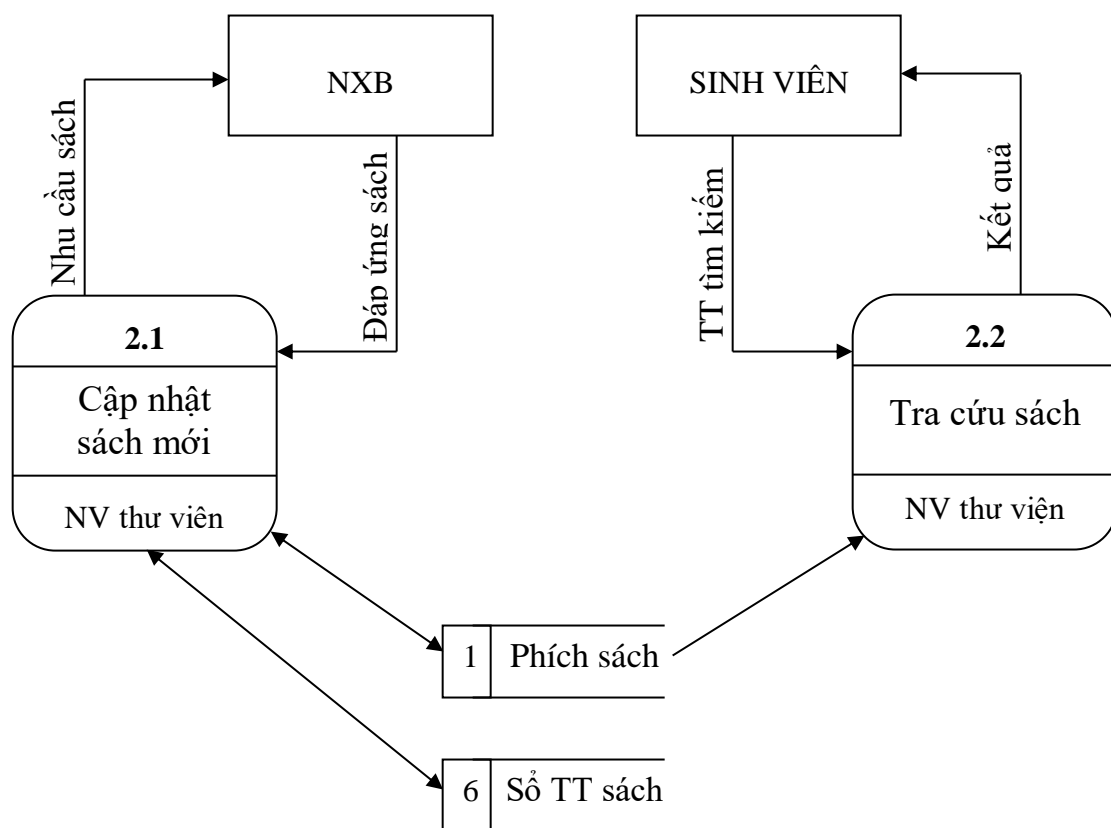 NXB
SINH VIÊN
Nhu cầu sách
Đáp ứng sách
TT tìm kiếm
Kết quả
2.1
Cập nhật
sách mới
NV thư viên
2.2
Tra cứu sách
NV thư viện
1 Phích sách
6 Sổ TT sách